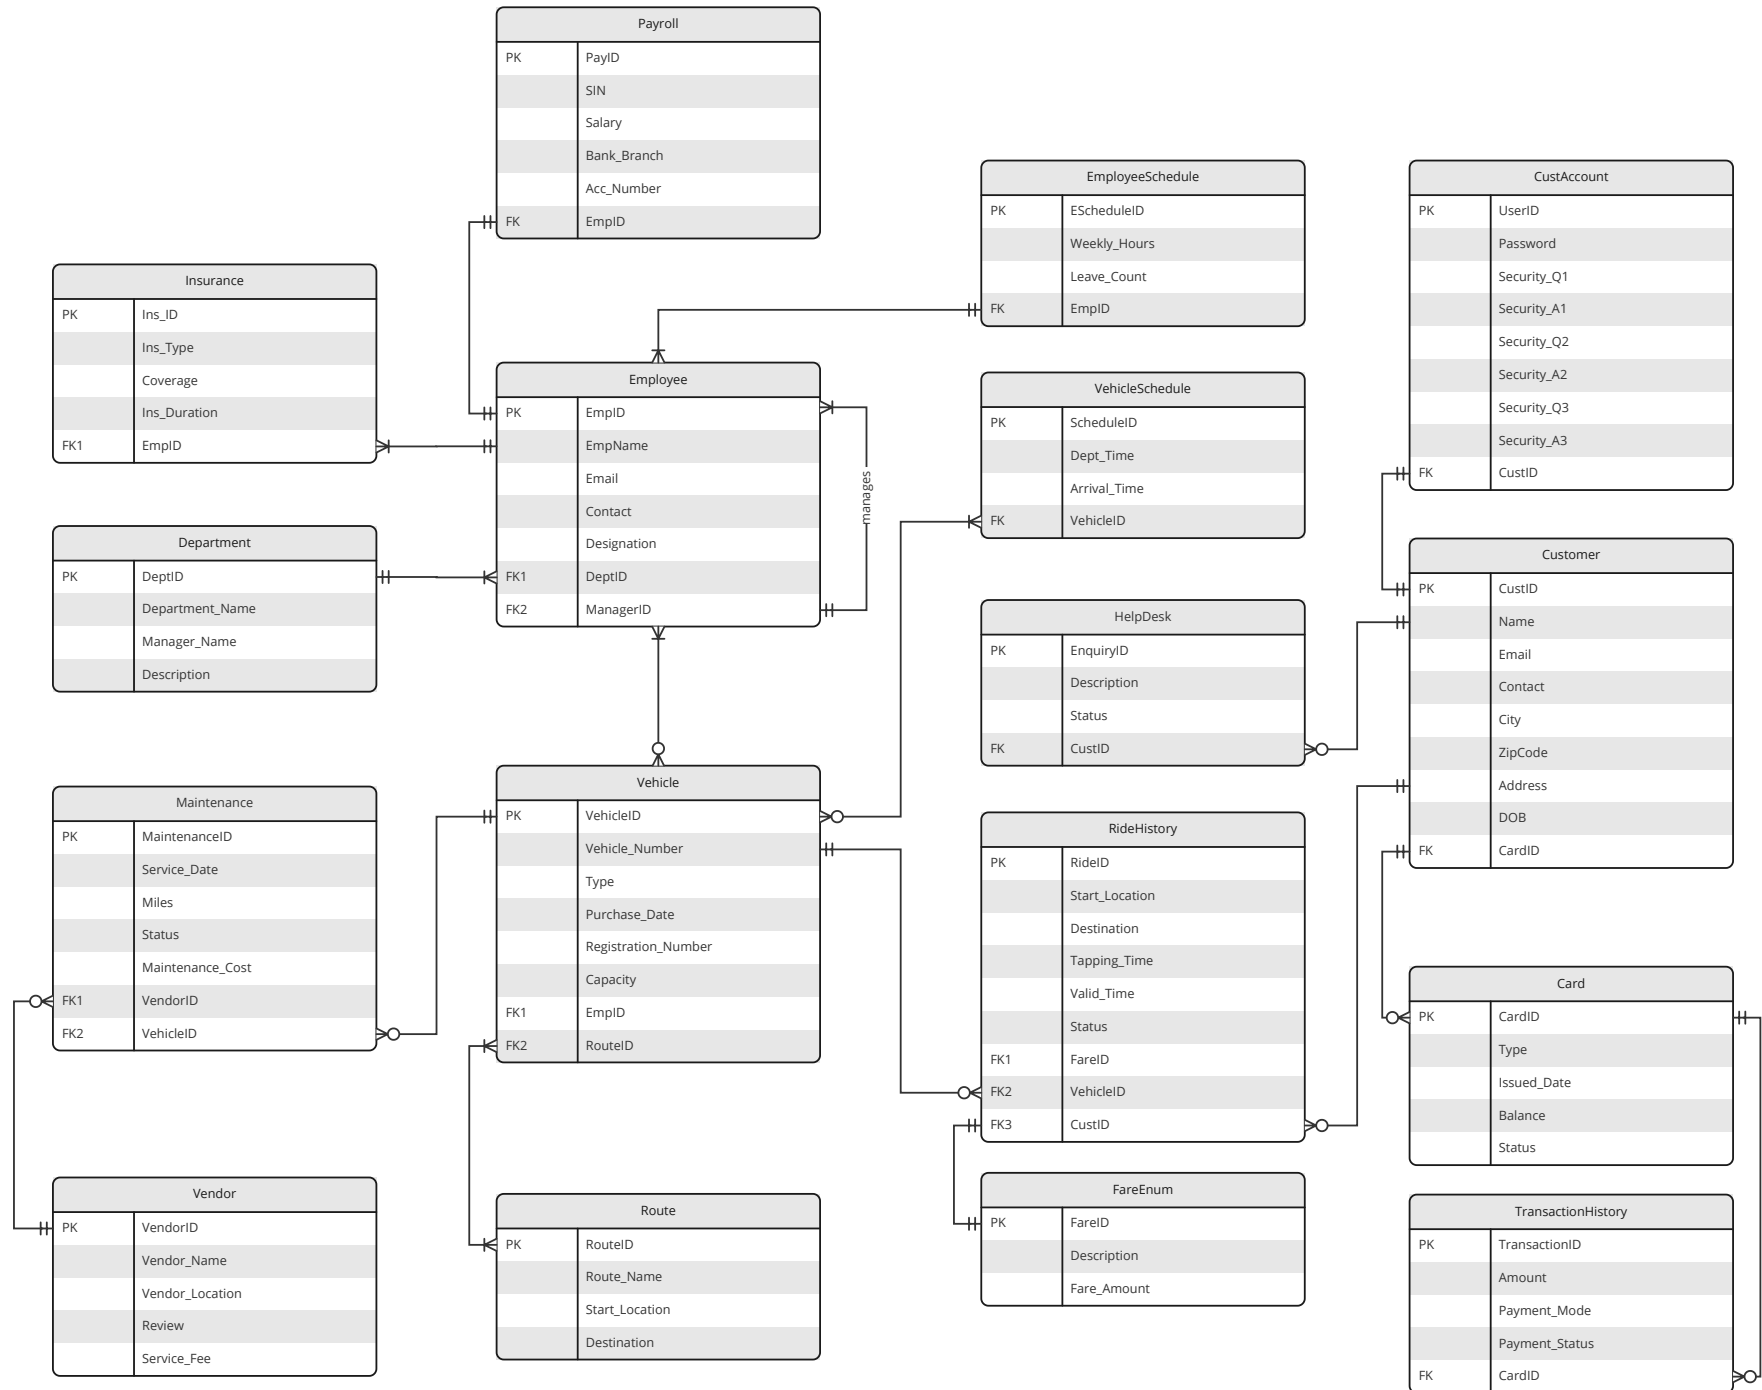 Payroll
PK PayID
SIN
Salary
Bank_Branch
Acc_Number
FK EmpID
EmployeeSchedule
PK EScheduleID
Weekly_Hours
Leave_Count
FK EmpID
CustAccount
PK UserID
Password
Security_Q1
Security_A1
Security_Q2
Security_A2
Security_Q3
Security_A3
FK CustID
Insurance
PK Ins_ID
Ins_Type
Coverage
Ins_Duration
FK1 EmpID
Employee
PK EmpID
EmpName
Email
Contact
Designation
FK1 DeptID
FK2 ManagerID
manages
VehicleSchedule
PK ScheduleID
Dept_Time
Arrival_Time
FK VehicleID
Department
PK DeptID
Department_Name
Manager_Name
Description
HelpDesk
PK EnquiryID
Description
Status
FK CustID
Customer
PK CustID
Name
Email
Contact
City
ZipCode
Address
DOB
FK CardID
Maintenance
PK MaintenanceID
Service_Date
Miles
Status
Maintenance_Cost
FK1 VendorID
FK2 VehicleID
Vehicle
PK VehicleID
Vehicle_Number
Type
Purchase_Date
Registration_Number
Capacity
FK1 EmpID
FK2 RouteID
RideHistory
PK RideID
Start_Location
Destination
Tapping_Time
Valid_Time
Status
FK1 FareID
FK2 VehicleID
FK3 CustID
Card
PK CardID
Type
Issued_Date
Balance
Status
Vendor
PK VendorID
Vendor_Name
Vendor_Location
Review
Service_Fee
Route
PK RouteID
Route_Name
Start_Location
Destination
FareEnum
PK FareID
Description
Fare_Amount
TransactionHistory
PK TransactionID
Amount
Payment_Mode
Payment_Status
FK CardID